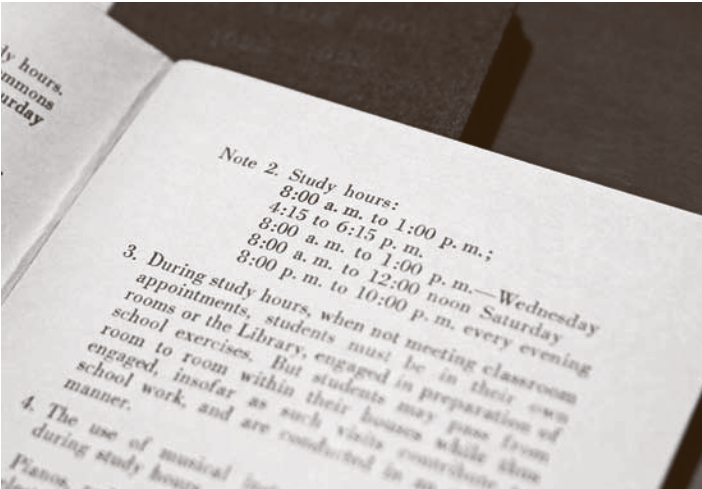 ly hours.
mmons
urday
Note 2. Study hours:
8:00 a. m. to 1:00 p. m.;
4:15 to 6:15 p. m.
8:00 a. m. to 1:00 p. m.—Wednesday
8:00 a. m. to 12:00 noon Saturday
8:00 p. m. to 10:00 p. m. every evening
3. During study hours, when not meeting classroom
appointments, students must be in their own
rooms or the Library, engaged in preparation of
school exercises. But students may pass from
room to room within their houses while thus
engaged, insofar as such visits contribute
school work, and are conducted in
manner.
4. The use of musical
during study hours
Pianos,